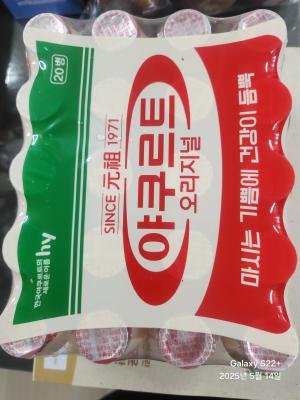 20병
한국야쿠르트의
새로운 이름 hy
SINCE 元祖 1971
야쿠르트
오리지널
마시는 기쁨에 건강이 듬뿍
Galaxy S22+
2025년 5월 14일